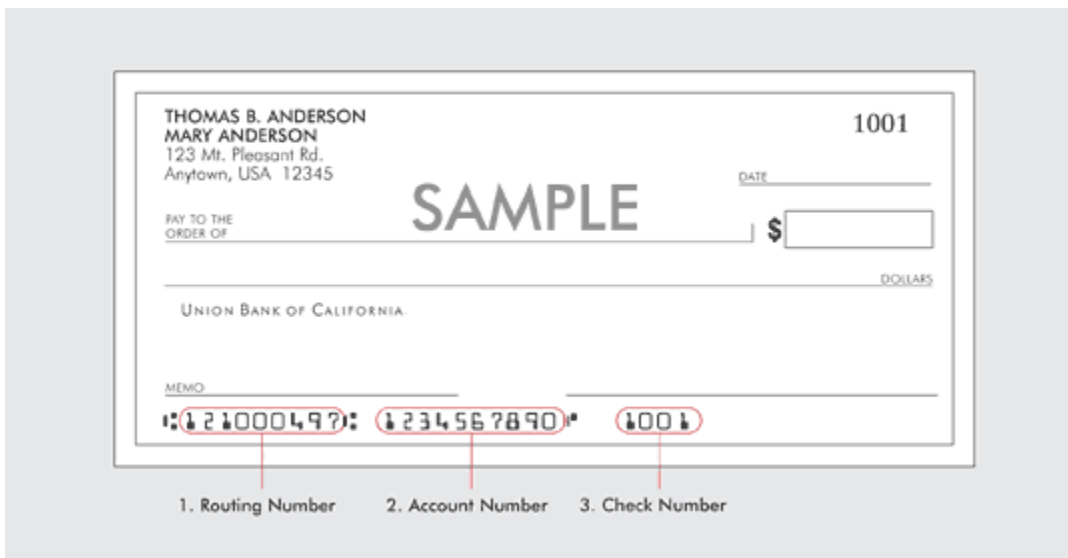 THOMAS B. ANDERSON
MARY ANDERSON
123 Mt. Pleasant Rd.
Anytown, USA 12345
1001
DATE
SAMPLE
PAY TO THE
ORDER OF
$
DOLLARS
UNION BANK OF CALIFORNIA
MEMO
⑆121000497⑆ 1234567890⑈ 1001
1. Routing Number 2. Account Number 3. Check Number